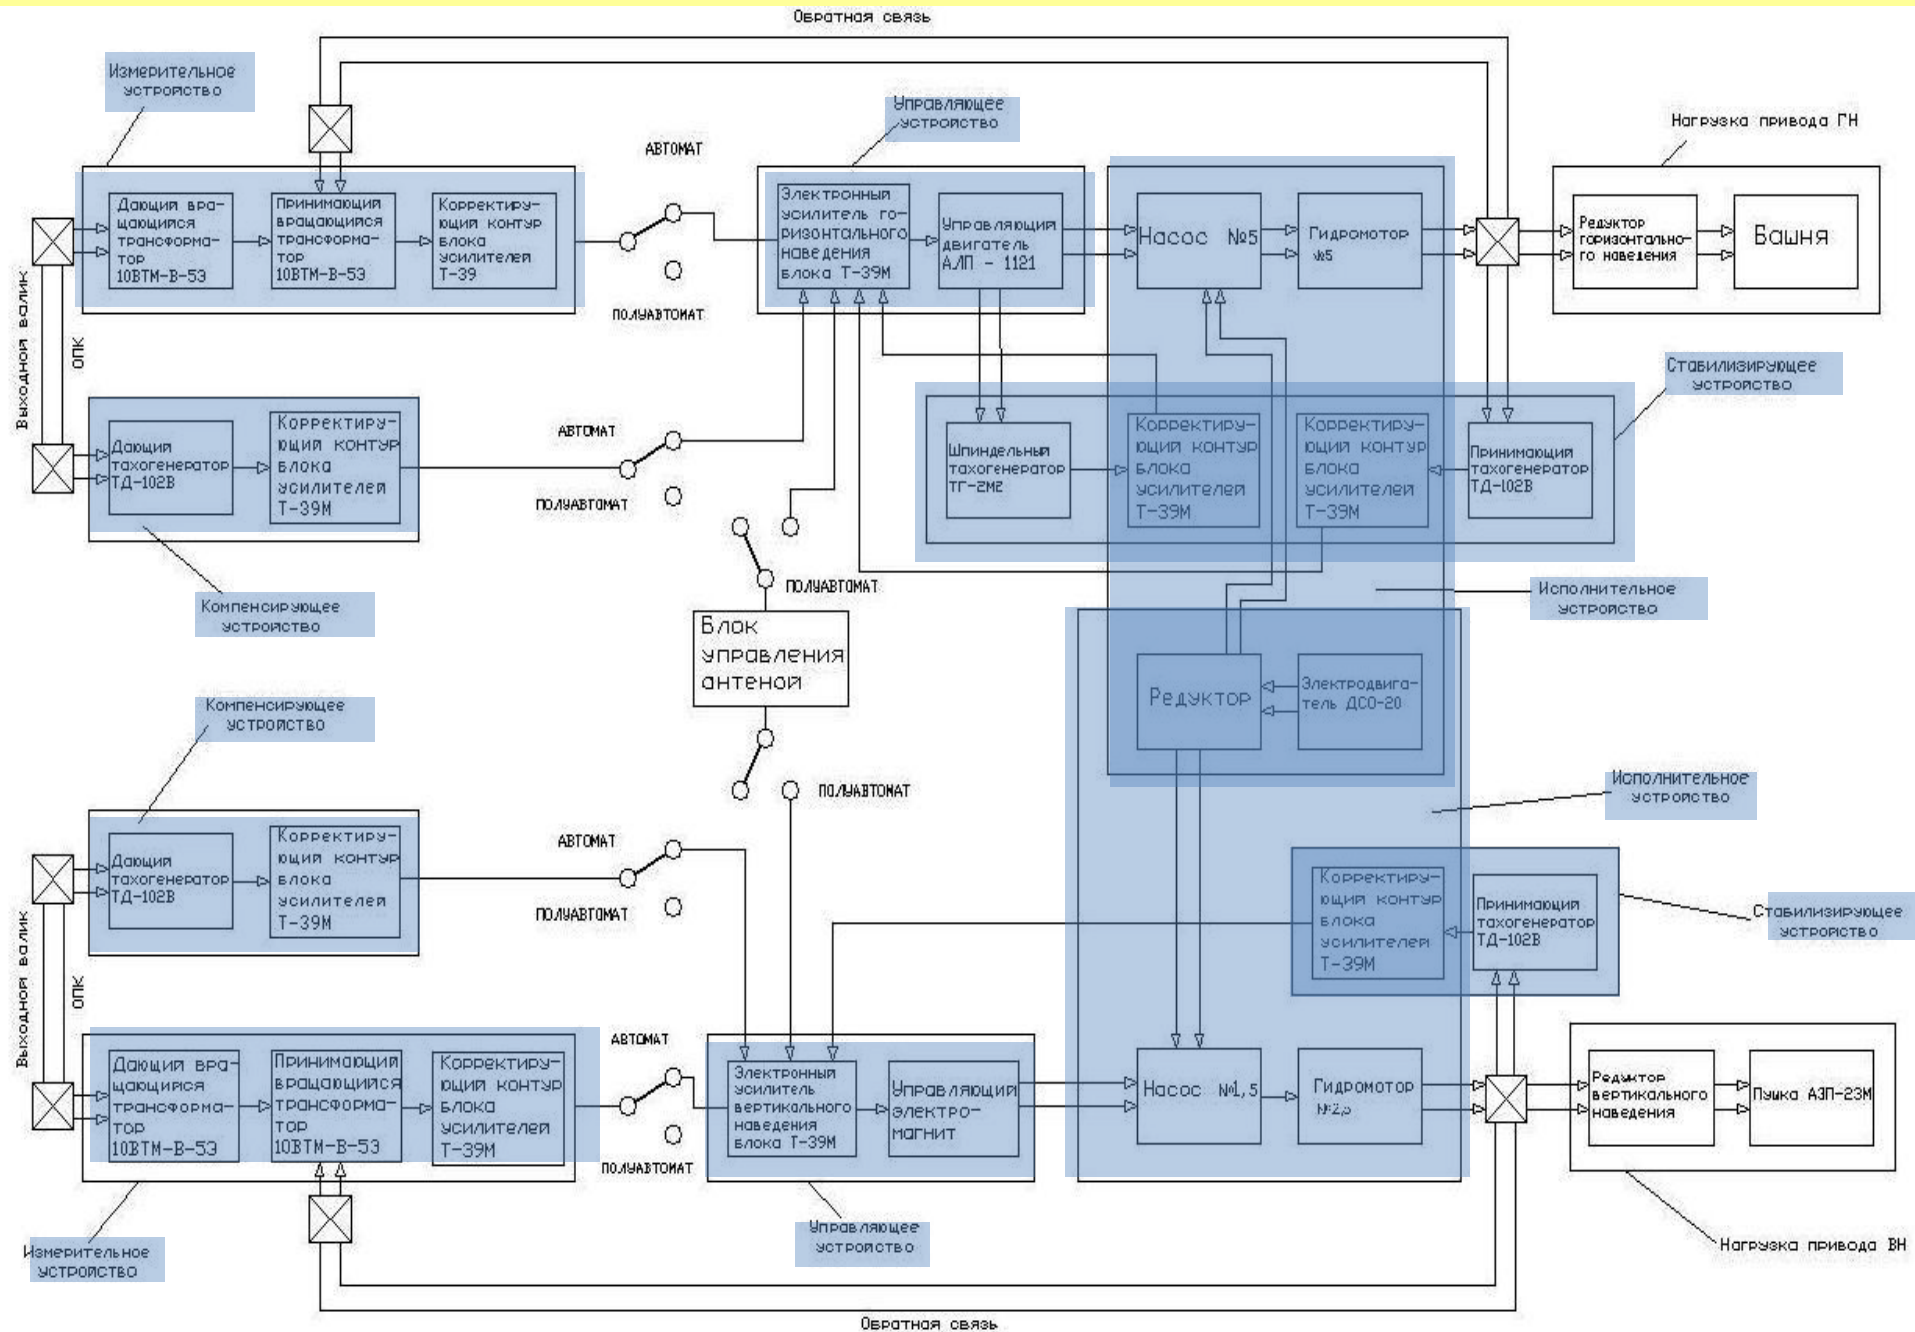 Обратная связь
Измерительное
устройство
Управляющее
устройство
Нагрузка привода ГН
АВТОМАТ
Дающий вра-
щающийся
трансформа-
тор
10ВТМ-В-5Э
Принимающий
вращающийся
трансформа-
тор
10ВТМ-В-53
Корректиру-
ющий контур
блока
усилителей
Т-39
ПОЛУАВТОМАТ
Электронный
усилитель го-
ризонтального
наведения
блока Т-39М
Управляющий
двигатель
АЛП - 1121
Насос №5
Гидромотор
№5
Редуктор
горизонтально-
го наведения
Башня
Выходной валик
ОПК
Стабилизирующее
устройство
Дающий
тахогенератор
ТД-102В
Корректиру-
ющий контур
блока
усилителей
Т-39М
АВТОМАТ
ПОЛУАВТОМАТ
Шпиндельный
тахогенератор
ТГ-2М2
Корректиру-
ющий контур
блока
усилителей
Т-39М
Корректиру-
ющий контур
блока
усилителей
Т-39М
Принимающий
тахогенератор
ТД-102В
ПОЛУАВТОМАТ
Компенсирующее
устройство
Исполнительное
устройство
Блок
управления
антеной
Редуктор
Электродвига-
тель ДСО-20
Компенсирующее
устройство
Исполнительное
устройство
ПОЛУАВТОМАТ
АВТОМАТ
Дающий
тахогенератор
ТД-102В
Корректиру-
ющий контур
блока
усилителей
Т-39М
ПОЛУАВТОМАТ
Корректиру-
ющий контур
блока
усилителей
Т-39М
Принимающий
тахогенератор
ТД-102В
Стабилизирующее
устройство
Выходной валик
ОПК
АВТОМАТ
Дающий вра-
щающийся
трансформа-
тор
10ВТМ-В-5Э
Принимающий
вращающийся
трансформа-
тор
10ВТМ-В-53
Корректиру-
ющий контур
блока
усилителей
Т-39М
ПОЛУАВТОМАТ
Электронный
усилитель
вертикального
наведения
блока Т-39М
Управляющий
электро-
магнит
Насос №1,5
Гидромотор
№2,5
Редуктор
вертикального
наведения
Пушка АЗП-23М
Измерительное
устройство
Управляющее
устройство
Нагрузка привода ВН
Обратная связь